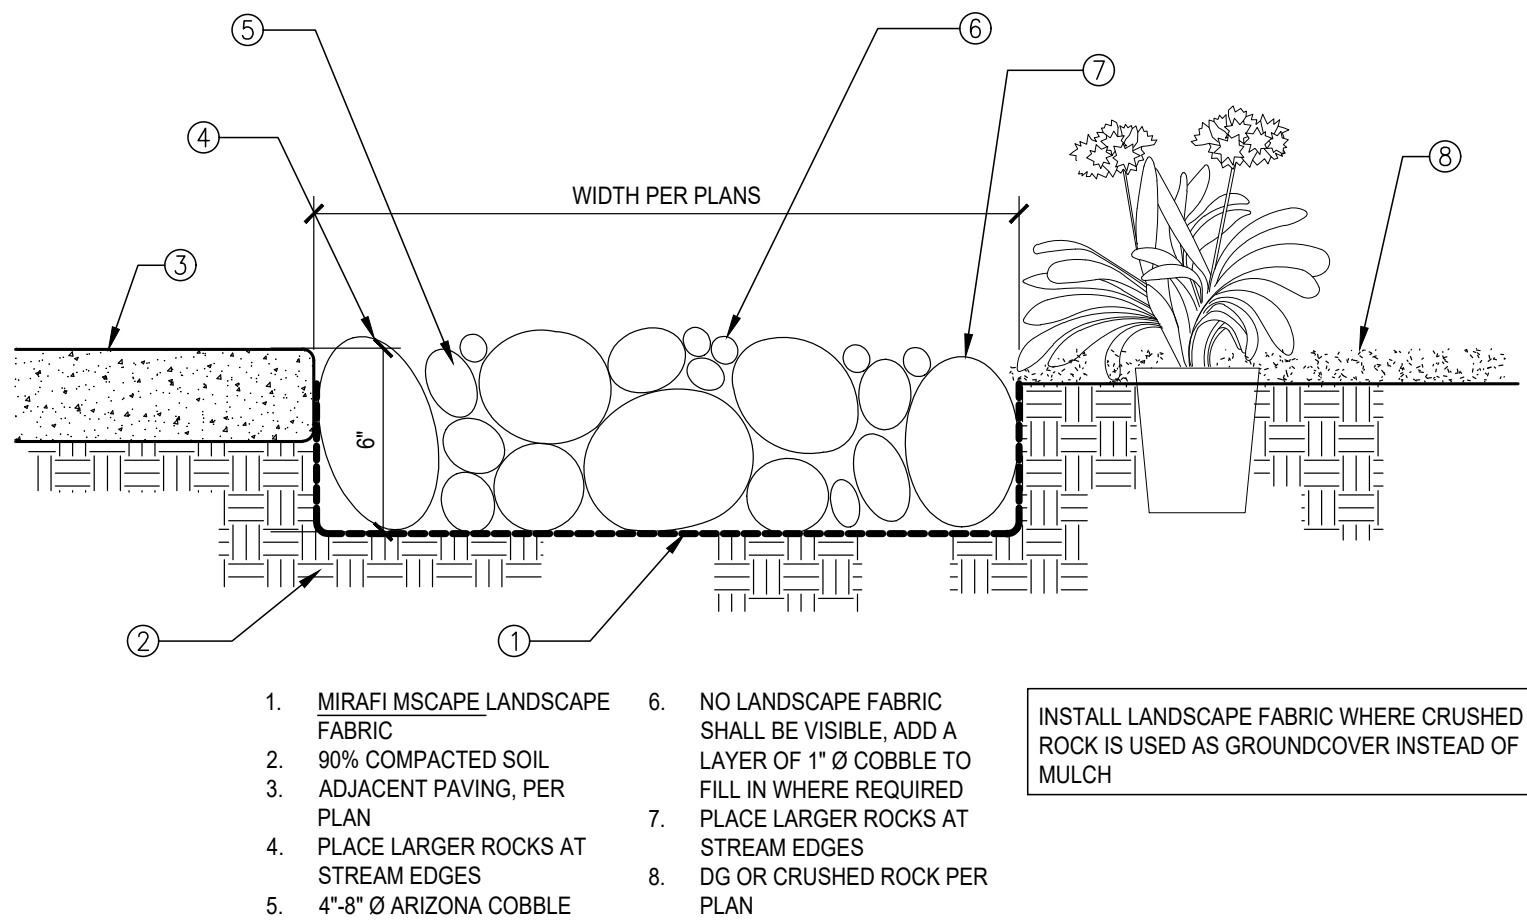 5
6
7
4
8
WIDTH PER PLANS
3
6"
2
1
1. MIRAFI MSCAPE LANDSCAPE
FABRIC
2. 90% COMPACTED SOIL
3. ADJACENT PAVING, PER
PLAN
4. PLACE LARGER ROCKS AT
STREAM EDGES
5. 4"-8" Ø ARIZONA COBBLE
6. NO LANDSCAPE FABRIC
SHALL BE VISIBLE, ADD A
LAYER OF 1" Ø COBBLE TO
FILL IN WHERE REQUIRED
7. PLACE LARGER ROCKS AT
STREAM EDGES
8. DG OR CRUSHED ROCK PER
PLAN
INSTALL LANDSCAPE FABRIC WHERE CRUSHED
ROCK IS USED AS GROUNDCOVER INSTEAD OF
MULCH